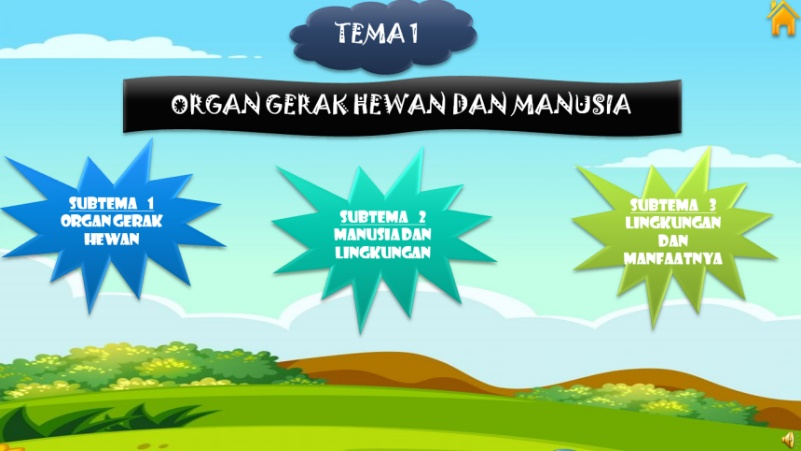 TEMA 1
ORGAN GERAK HEWAN DAN MANUSIA
SUBTEMA 1
ORGAN GERAK
HEWAN
SUBTEMA 2
MANUSIA DAN
LINGKUNGAN
SUBTEMA 3
LINGKUNGAN
DAN
MANFAATNYA